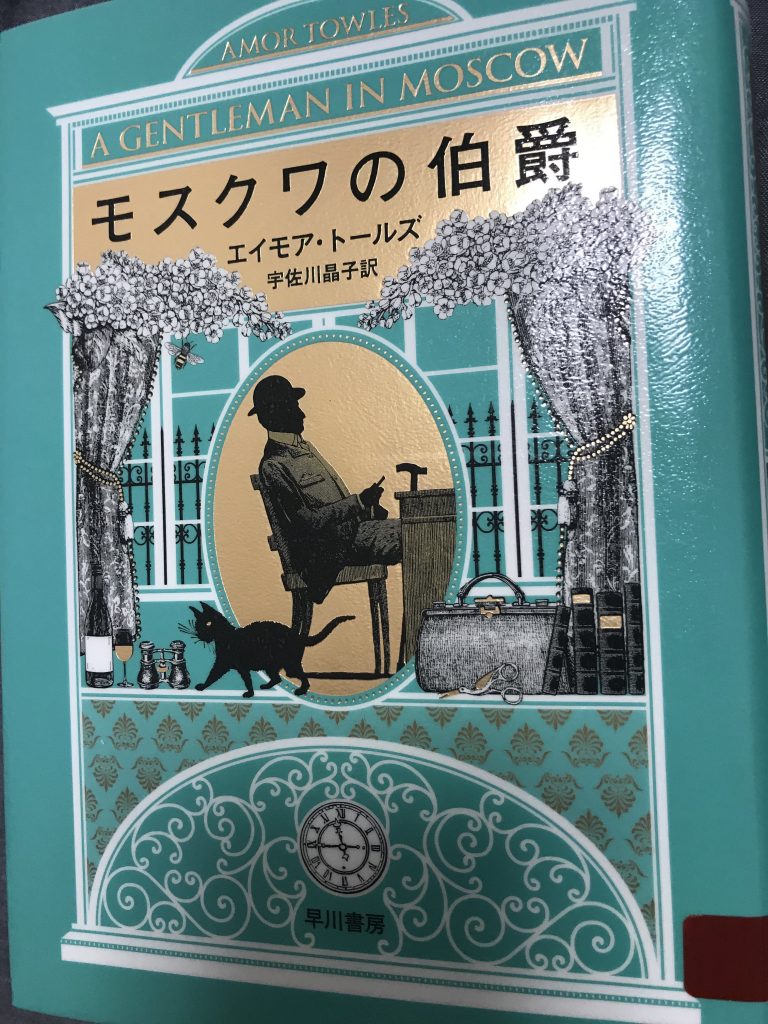 AMOR TOWLES
A GENTLEMAN IN MOSCOW
モスクワの伯爵
エイモア・トールズ
宇佐川晶子訳
早川書房